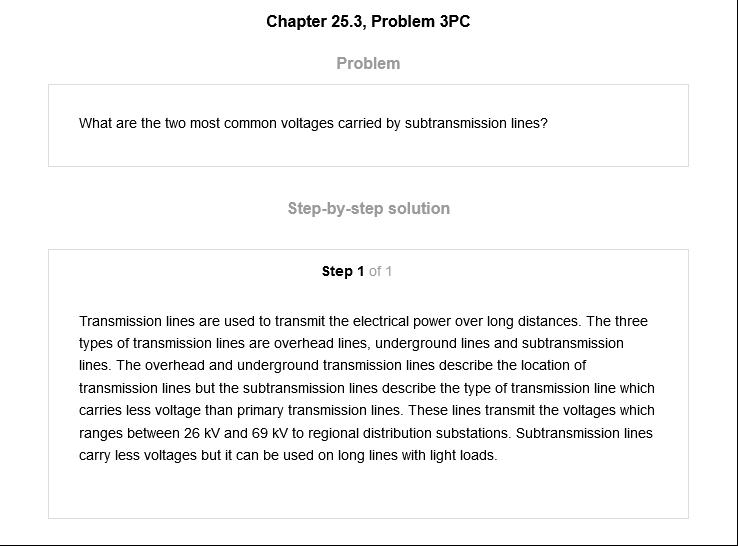 Chapter 25.3, Problem 3PC
Problem
What are the two most common voltages carried by subtransmission lines?
Step-by-step solution
Step 1 of 1
Transmission lines are used to transmit the electrical power over long distances. The three
types of transmission lines are overhead lines, underground lines and subtransmission
lines. The overhead and underground transmission lines describe the location of
transmission lines but the subtransmission lines describe the type of transmission line which
carries less voltage than primary transmission lines. These lines transmit the voltages which
ranges between 26 kV and 69 kV to regional distribution substations. Subtransmission lines
carry less voltages but it can be used on long lines with light loads.